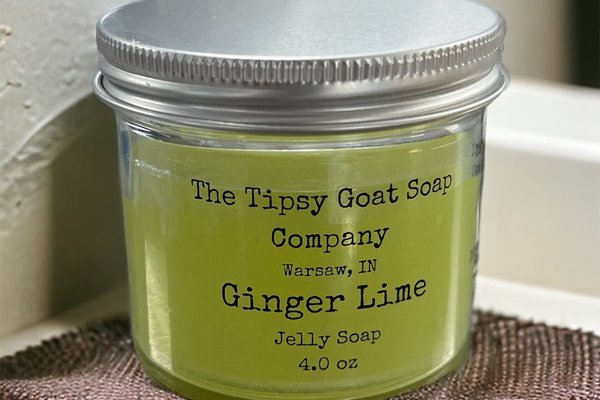 The Tipsy Goat Soap
Company
Warsaw, IN
Ginger Lime
Jelly Soap
4.0 oz